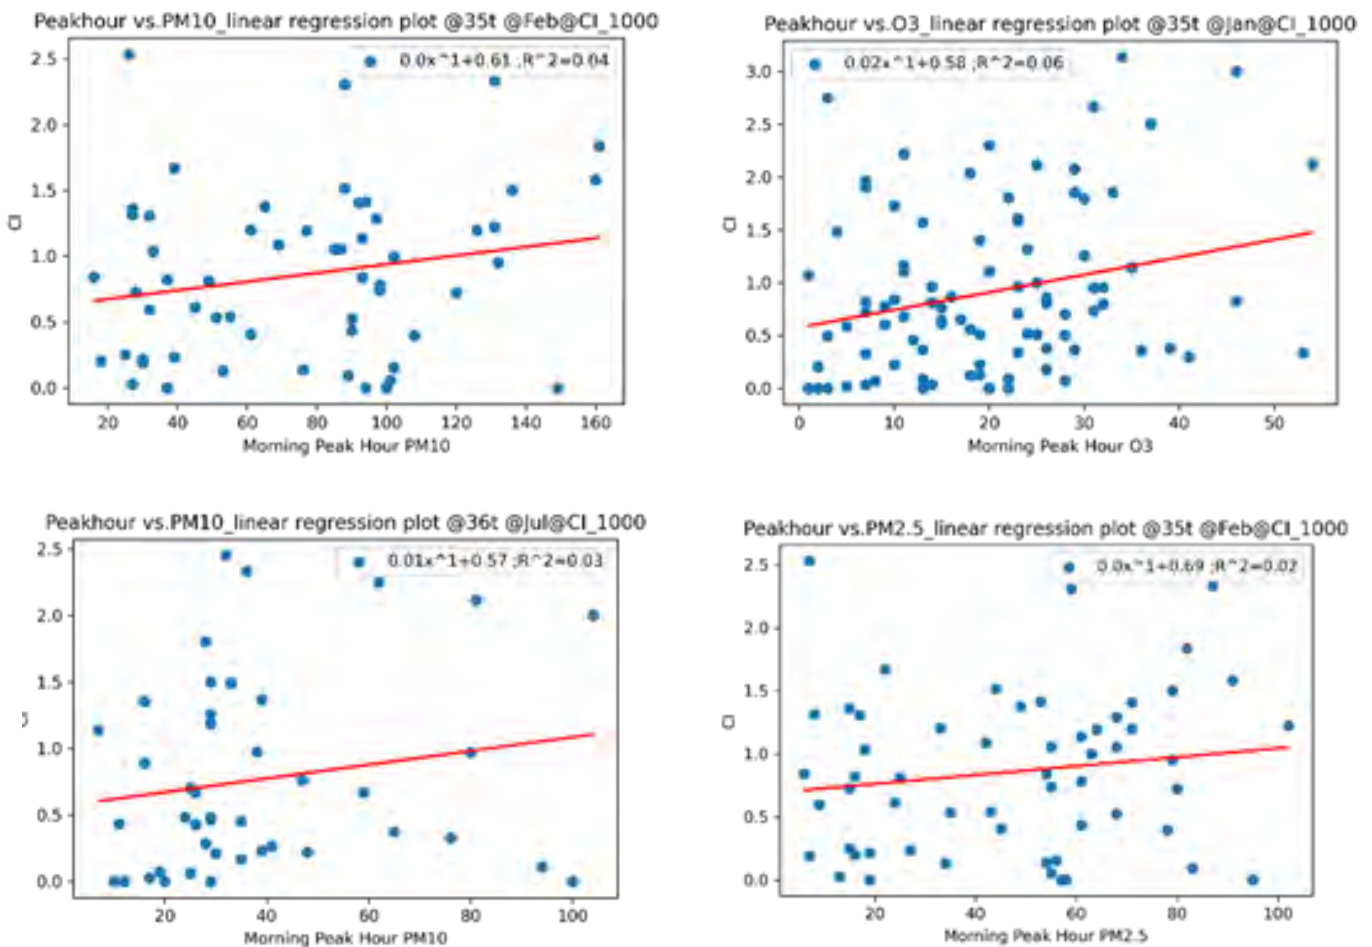 Peakhour vs.PM10_linear regression plot @35t @Feb@CI_1000
0.0x^1+0.61 ;R^2=0.04
CI
2.5
2.0
1.5
1.0
0.5
0.0
20 40 60 80 100 120 140 160
Morning Peak Hour PM10
Peakhour vs.O3_linear regression plot @35t @Jan@CI_1000
0.02x^1+0.58 ;R^2=0.06
CI
3.0
2.5
2.0
1.5
1.0
0.5
0.0
0 10 20 30 40 50
Morning Peak Hour O3
Peakhour vs.PM10_linear regression plot @36t @Jul@CI_1000
0.01x^1+0.57 ;R^2=0.03
2.5
2.0
1.5
1.0
0.5
0.0
20 40 60 80 100
Morning Peak Hour PM10
Peakhour vs.PM2.5_linear regression plot @35t @Feb@CI_1000
0.0x^1+0.69 ;R^2=0.02
CI
2.5
2.0
1.5
1.0
0.5
0.0
20 40 60 80 100
Morning Peak Hour PM2.5